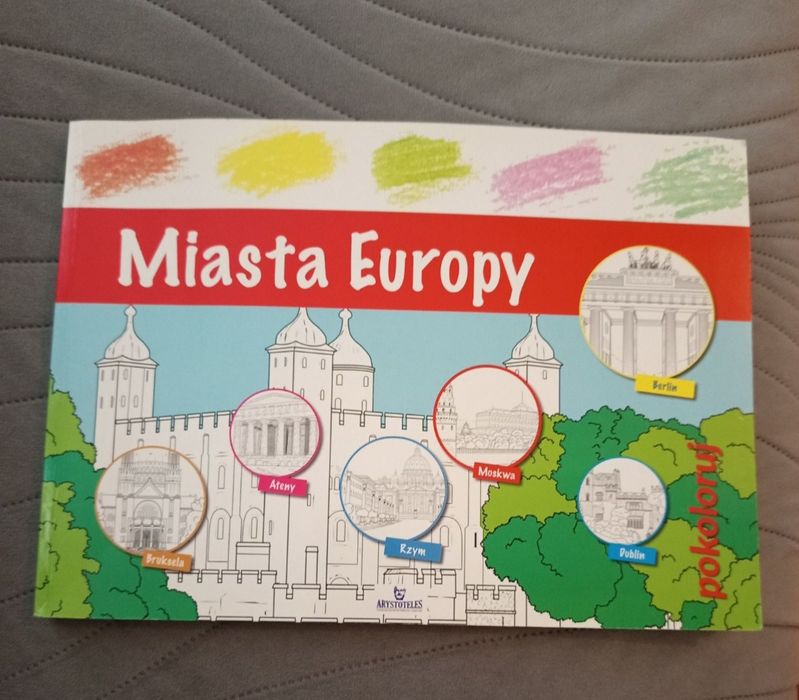 Miasta Europy
Berlin
Ateny
Moskwa
Bruksela
Rzym
Dublin
pokoloruj
ARYSTOTELES